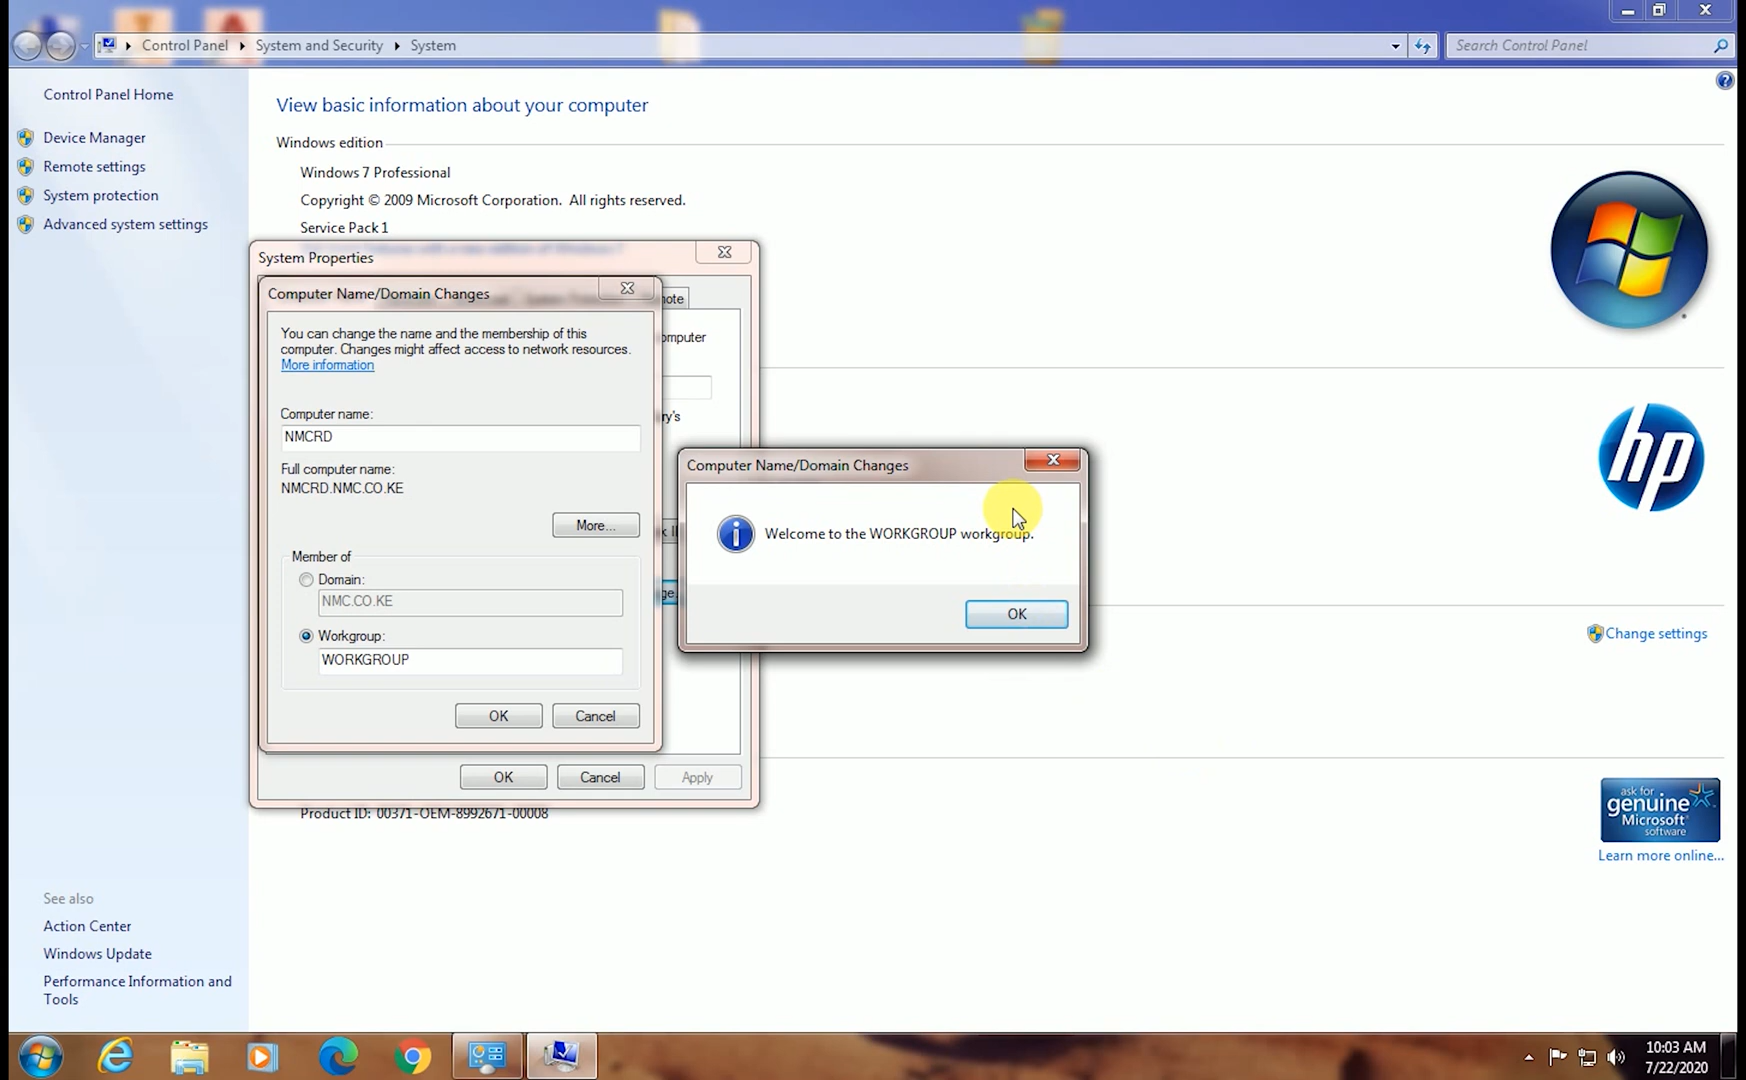 Control Panel
System and Security
System
Search Control Panel
Control Panel Home
Device Manager
Remote settings
System protection
Advanced system settings
View basic information about your computer
Windows edition
Windows 7 Professional
Copyright © 2009 Microsoft Corporation. All rights reserved.
Service Pack 1
System Properties
Computer Name/Domain Changes
You can change the name and the membership of this
computer. Changes might affect access to network resources.
More information
Computer name:
NMCRD
Full computer name:
NMCRD.NMC.CO.KE
More...
Member of
Domain:
NMC.CO.KE
Workgroup:
WORKGROUP
OK
Cancel
OK
Cancel
Apply
Computer Name/Domain Changes
Welcome to the WORKGROUP workgroup.
OK
hp
Change settings
Product ID: 00371-OEM-8992671-00008
ask for
genuine
Microsoft
software
Learn more online...
See also
Action Center
Windows Update
Performance Information and
Tools
10:03 AM
7/22/2020